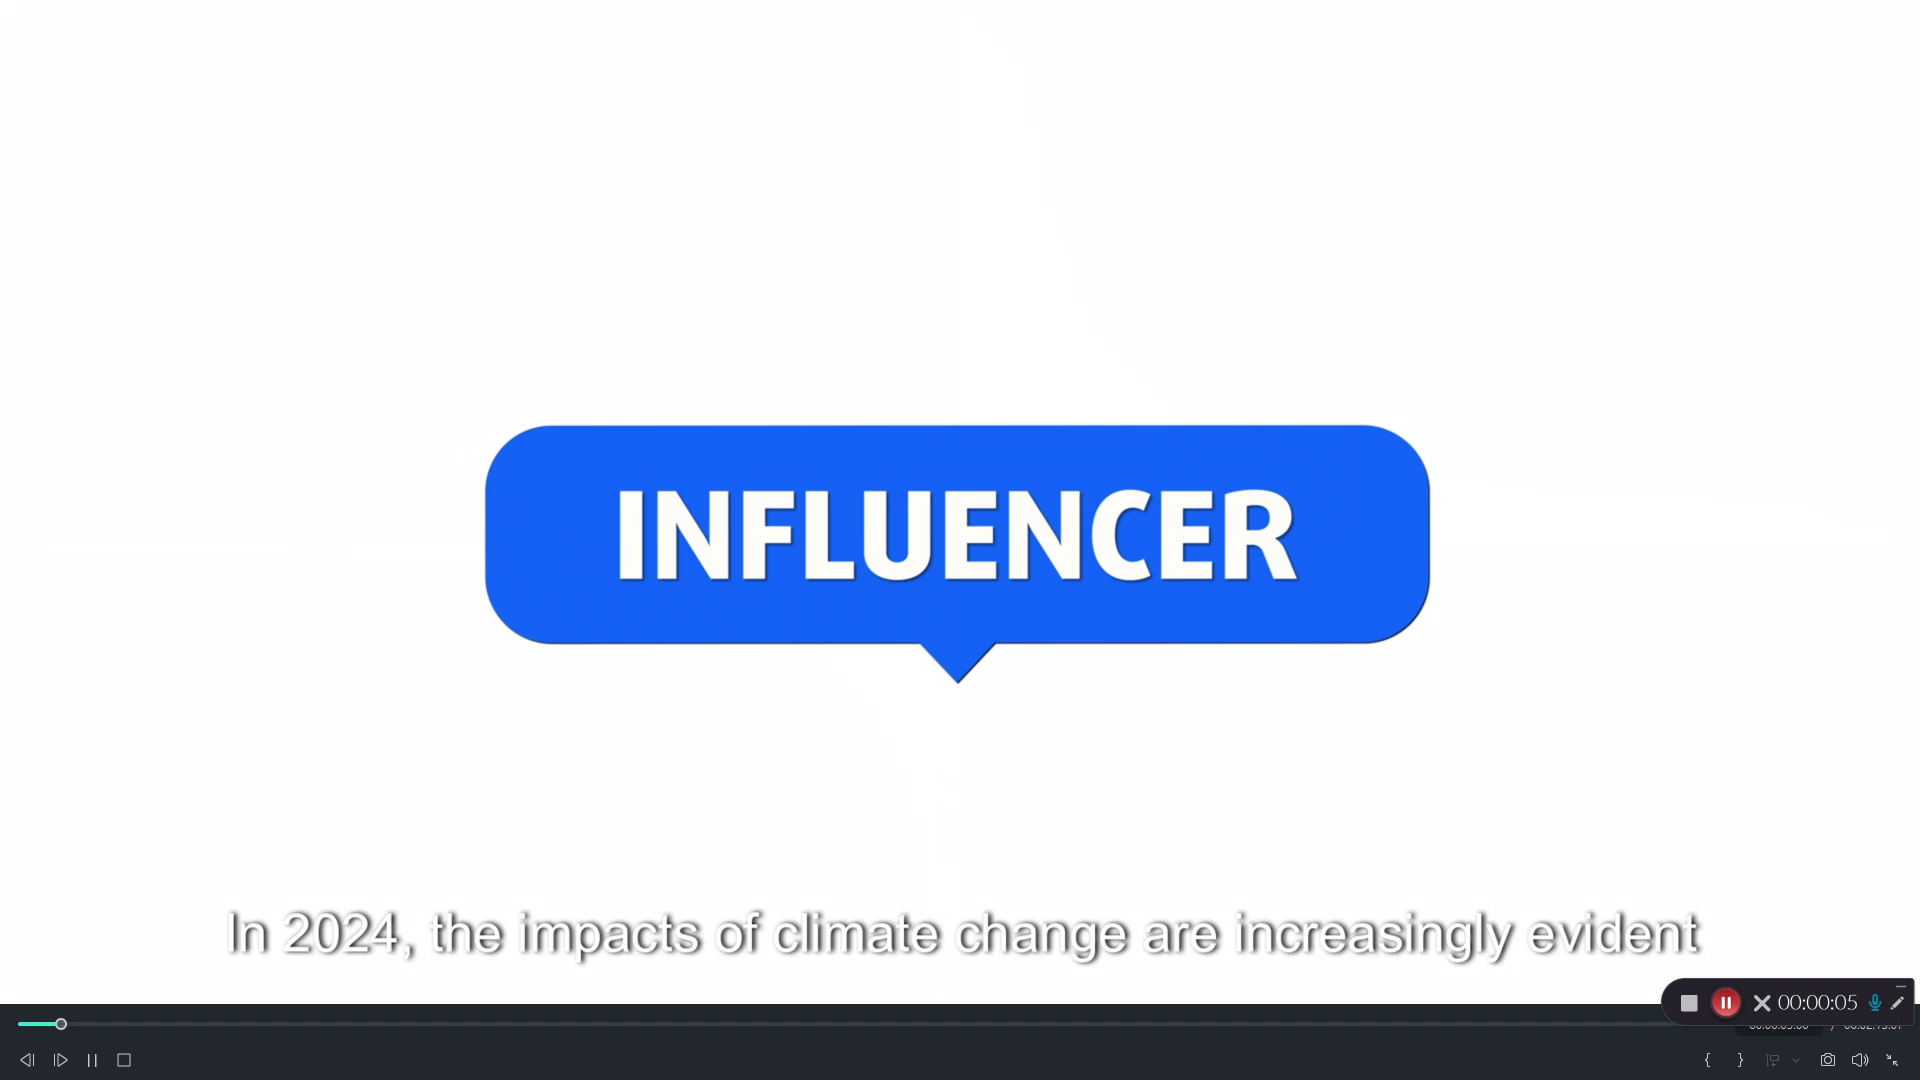 INFLUENCER
In 2024, the impacts of climate change are increasingly evident
00:00:05